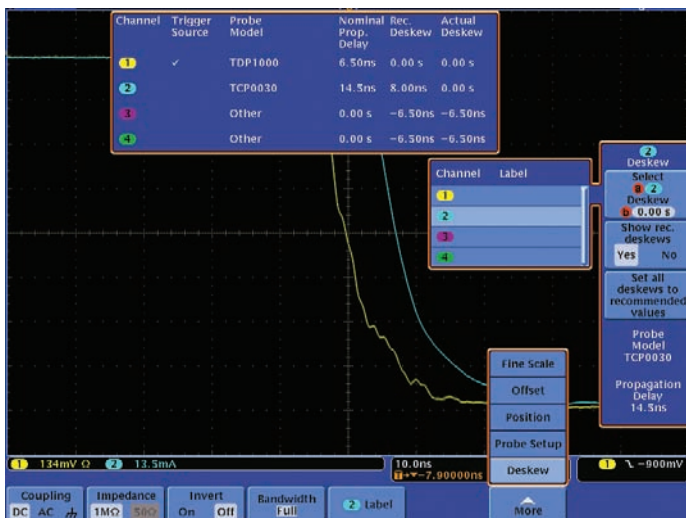 Channel Trigger Source Probe Model Nominal Prop. Delay Rec. Deskew Actual Deskew
1 ✓ TDP1000 6.50ns 0.00 s 0.00 s
2 TCP0030 14.5ns 8.00ns 0.00 s
3 Other 0.00 s −6.50ns −6.50ns
4 Other 0.00 s −6.50ns −6.50ns
Channel Label
1
2
3
4
2
Deskew
Select
a 2
Deskew
b 0.00 s
Show rec.
deskews
Yes No
Set all
deskews to
recommended
values
Probe
Model
TCP0030
Propagation
Delay
14.5ns
Fine Scale
Offset
Position
Probe Setup
Deskew
1 134mV Ω 2 13.5mA
10.0ns
T→▼−7.90000ns
1 −900mV
Coupling
DC AC
Impedance
1MΩ 50Ω
Invert
On Off
Bandwidth
Full
2 Label
More